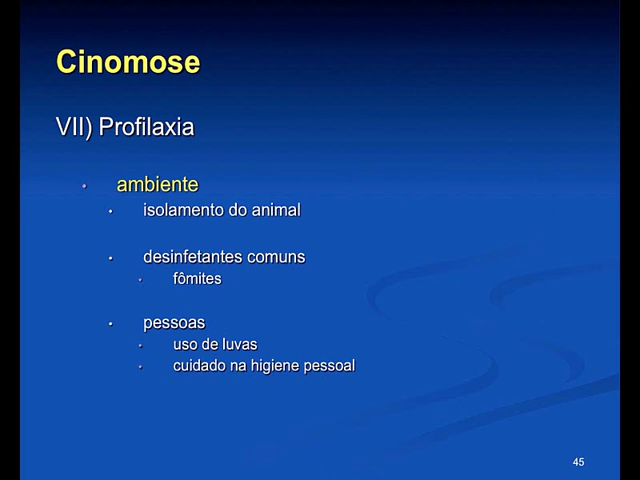 Cinomose
VII) Profilaxia
• ambiente
• isolamento do animal
• desinfetantes comuns
• fômites
• pessoas
• uso de luvas
• cuidado na higiene pessoal
45